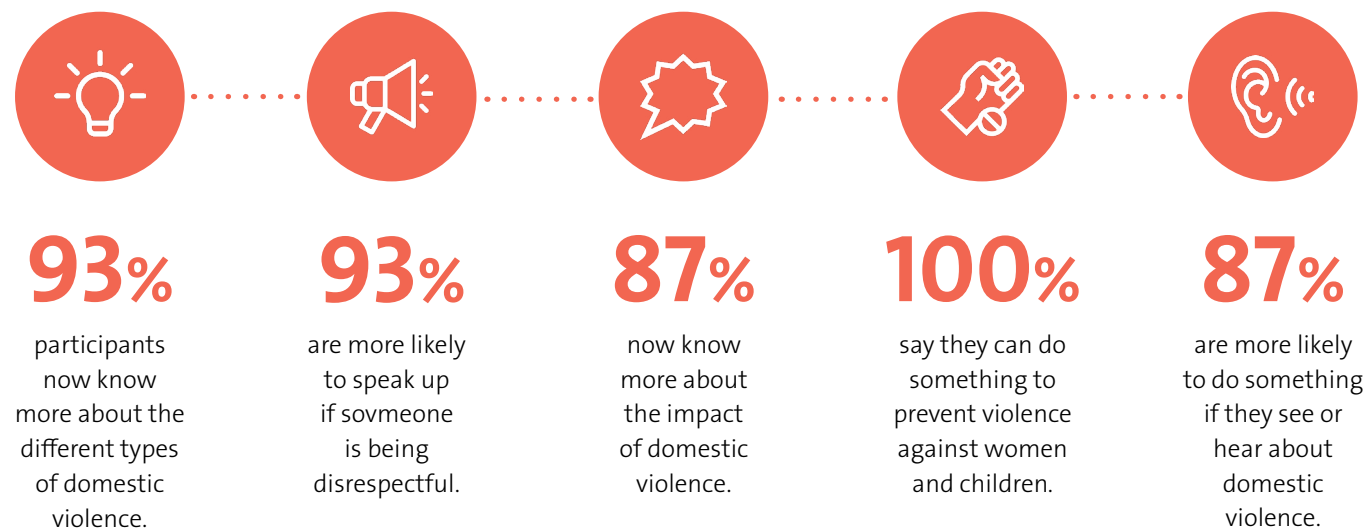 93%
participants
now know
more about the
different types
of domestic
violence.
93%
are more likely
to speak up
if sovmeone
is being
disrespectful.
87%
now know
more about
the impact
of domestic
violence.
100%
say they can do
something to
prevent violence
against women
and children.
87%
are more likely
to do something
if they see or
hear about
domestic
violence.